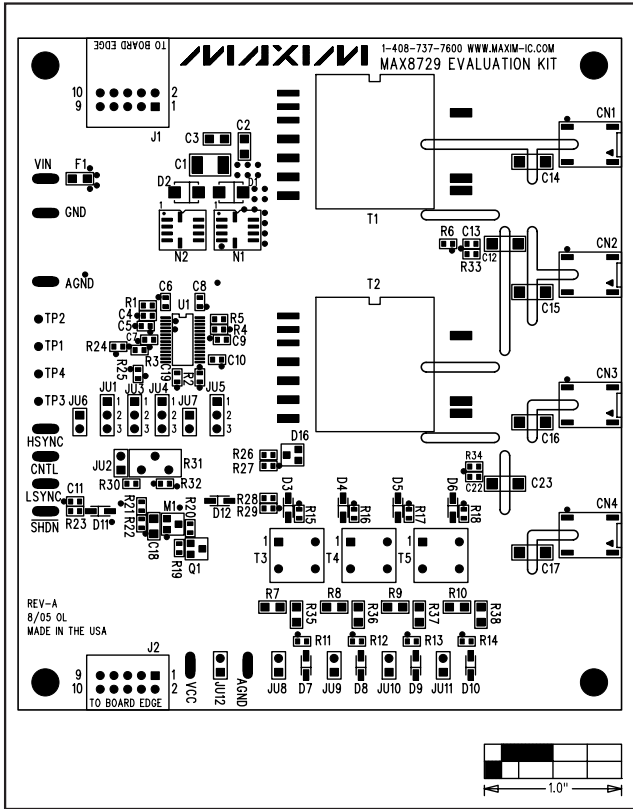 TO BOARD EDGE
MAXIM
1-408-737-7600 WWW.MAXIM-IC.COM
MAX8729 EVALUATION KIT
10 2
9 1
J1
C3
C2
C1
D2
D1
1
N2
1
N1
T1
CN1
C14
VIN
F1
GND
AGND
R6
C13
R33
C12
CN2
C15
C6
C8
U1
R1
C4
C5
C7
R24
R3
R25
C19
R2
R5
R4
C9
C10
T2
TP2
TP1
TP4
TP3
JU6
JU1
JU3
JU4
JU7
JU5
1
2
3
1
2
3
1
2
3
1
2
3
CN3
C16
HSYNC
CNTL
LSYNC
SHDN
JU2
R31
R30
R32
C11
R23
D11
R21
R22
C18
M1
R20
R19
Q1
D12
R26
R27
D16
R28
R29
D3
R15
D4
R16
D5
R17
D6
R18
R34
C22
C23
CN4
C17
1
T3
1
T4
1
T5
R7
R35
R8
R36
R9
R37
R10
R38
R11
R12
R13
R14
REV-A
8/05 OL
MADE IN THE USA
J2
9 1
10 2
TO BOARD EDGE
VCC
JU12
AGND
JU8
D7
JU9
D8
JU10
D9
JU11
D10
1.0"